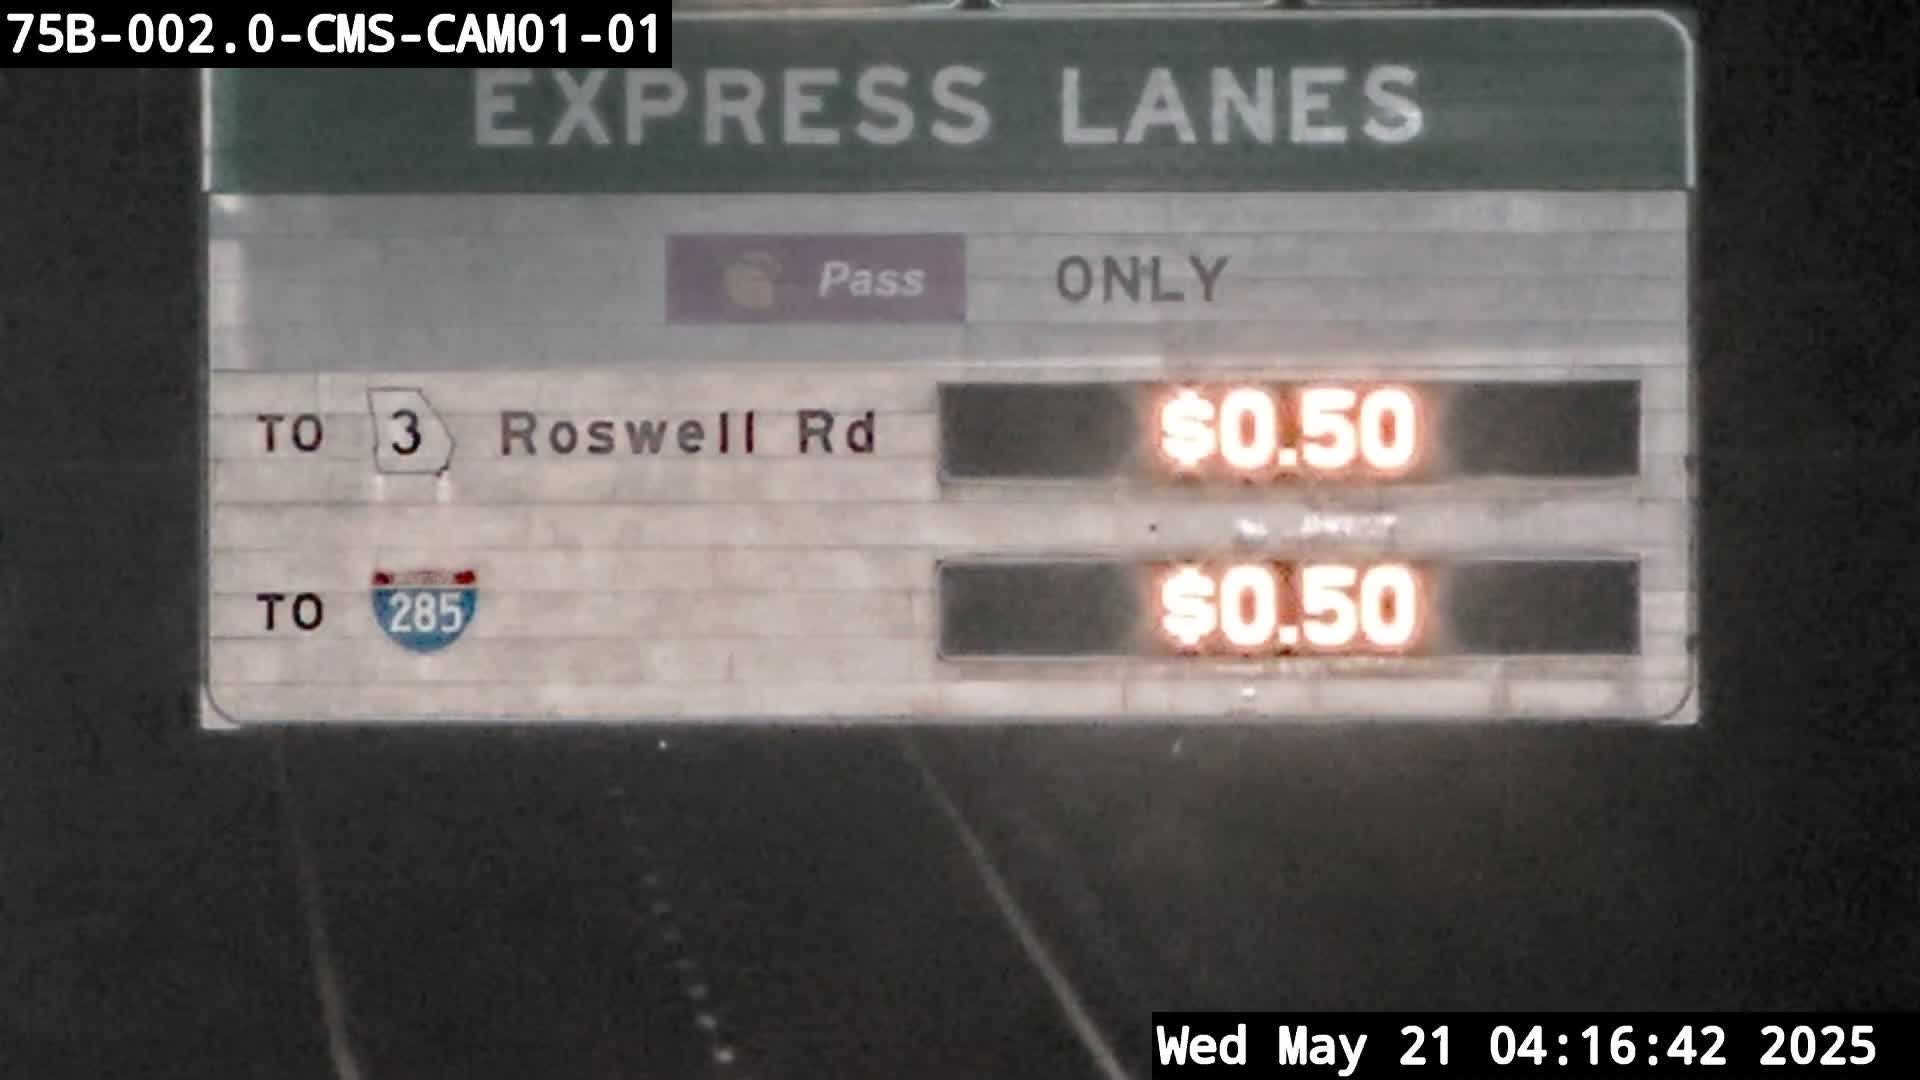 75B-002.0-CMS-CAM01-01
EXPRESS LANES
Pass ONLY
TO 3 Roswell Rd $0.50
TO 285 $0.50
Wed May 21 04:16:42 2025